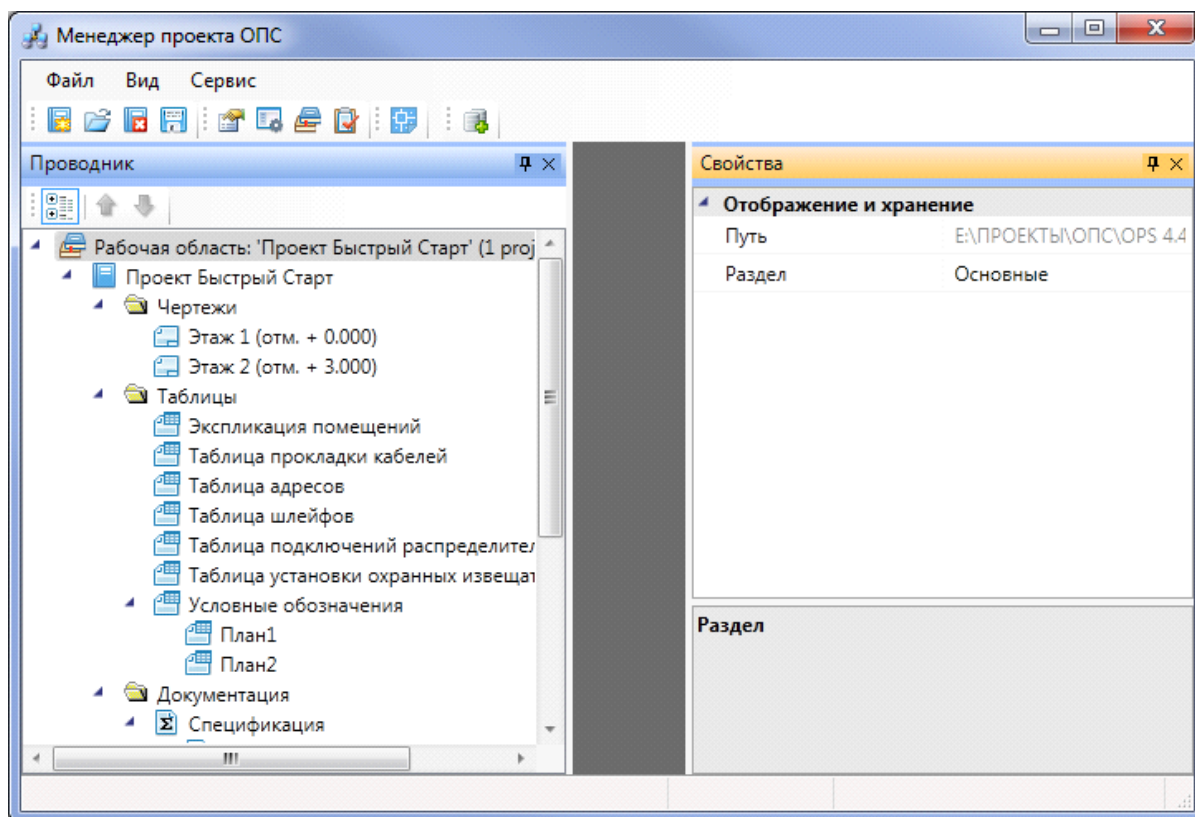 Менеджер проекта ОПС
Файл Вид Сервис
Проводник
Рабочая область: 'Проект Быстрый Старт' (1 proj
Проект Быстрый Старт
Чертежи
Этаж 1 (отм. + 0.000)
Этаж 2 (отм. + 3.000)
Таблицы
Экспликация помещений
Таблица прокладки кабелей
Таблица адресов
Таблица шлейфов
Таблица подключений распределител
Таблица установки охранных извещат
Условные обозначения
План1
План2
Документация
Спецификация
Свойства
Отображение и хранение
Путь E:\ПРОЕКТЫ\ОПС\OPS 4.4
Раздел Основные
Раздел